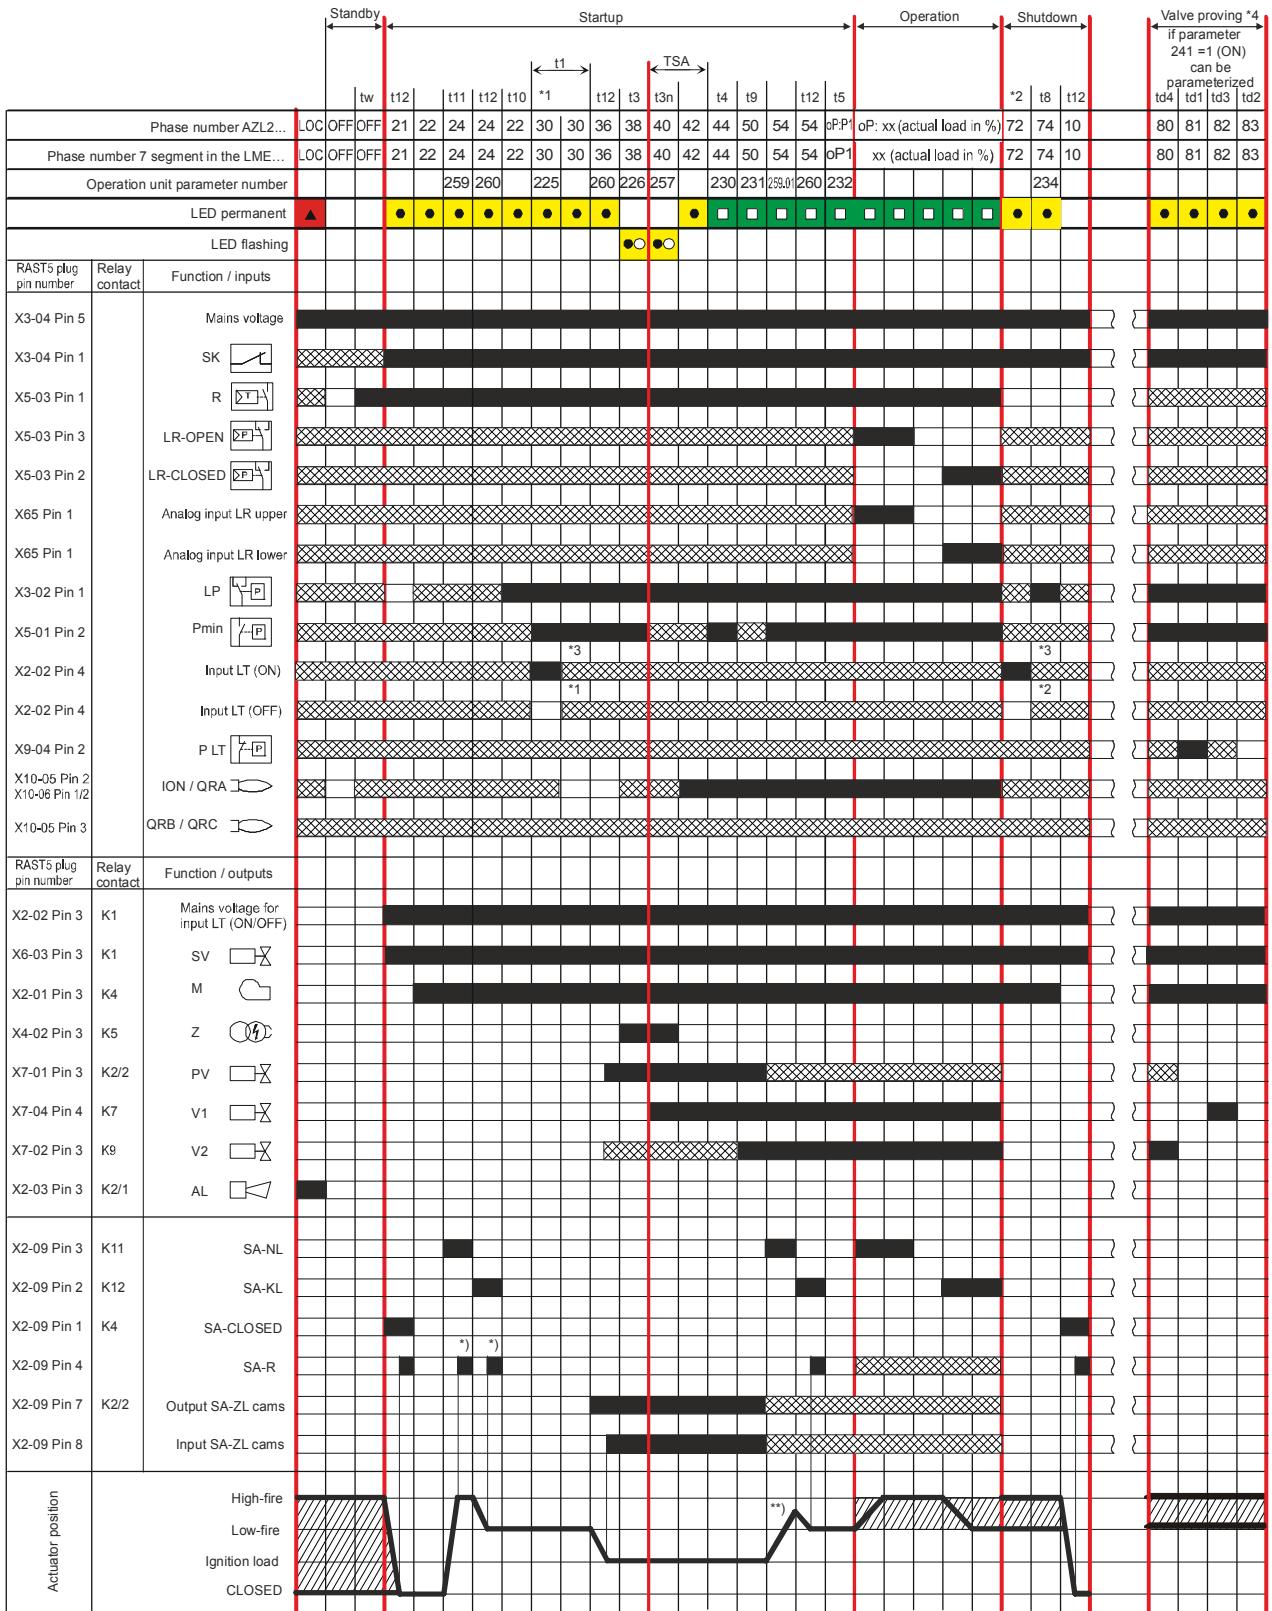 Standby Startup Operation Shutdown Valve proving *4
if parameter
241 =1 (ON)
can be
parameterized
t1 TSA
tw t12 t11 t12 t10 *1 t12 t3 t3n t4 t9 t12 t5 *2 t8 t12 td4 td1 td3 td2
Phase number AZL2... LOC OFF OFF 21 22 24 24 22 30 30 36 38 40 42 44 50 54 54 oP:P1 oP: xx (actual load in %) 72 74 10 80 81 82 83
Phase number 7 segment in the LME... LOC OFF OFF 21 22 24 24 22 30 30 36 38 40 42 44 50 54 54 oP1 xx (actual load in %) 72 74 10 80 81 82 83
Operation unit parameter number 259 260 225 260 226 257 230 231 259.01 260 232 234
LED permanent
LED flashing
RAST5 plug pin number Relay contact Function / inputs
X3-04 Pin 5 Mains voltage
X3-04 Pin 1 SK
X5-03 Pin 1 R
X5-03 Pin 3 LR-OPEN P
X5-03 Pin 2 LR-CLOSED P
X65 Pin 1 Analog input LR upper
X65 Pin 1 Analog input LR lower
X3-02 Pin 1 LP P
X5-01 Pin 2 Pmin P
*3 *3
X2-02 Pin 4 Input LT (ON)
*1 *2
X2-02 Pin 4 Input LT (OFF)
X9-04 Pin 2 P LT P
X10-05 Pin 2
X10-06 Pin 1/2 ION / QRA
X10-05 Pin 3 QRB / QRC
RAST5 plug pin number Relay contact Function / outputs
X2-02 Pin 3 K1 Mains voltage for input LT (ON/OFF)
X6-03 Pin 3 K1 SV
X2-01 Pin 3 K4 M
X4-02 Pin 3 K5 Z
X7-01 Pin 3 K2/2 PV
X7-04 Pin 4 K7 V1
X7-02 Pin 3 K9 V2
X2-03 Pin 3 K2/1 AL
X2-09 Pin 3 K11 SA-NL
X2-09 Pin 2 K12 SA-KL
X2-09 Pin 1 K4 SA-CLOSED
*) *)
X2-09 Pin 4 SA-R
X2-09 Pin 7 K2/2 Output SA-ZL cams
X2-09 Pin 8 Input SA-ZL cams
Actuator position
High-fire
**)
Low-fire
Ignition load
CLOSED